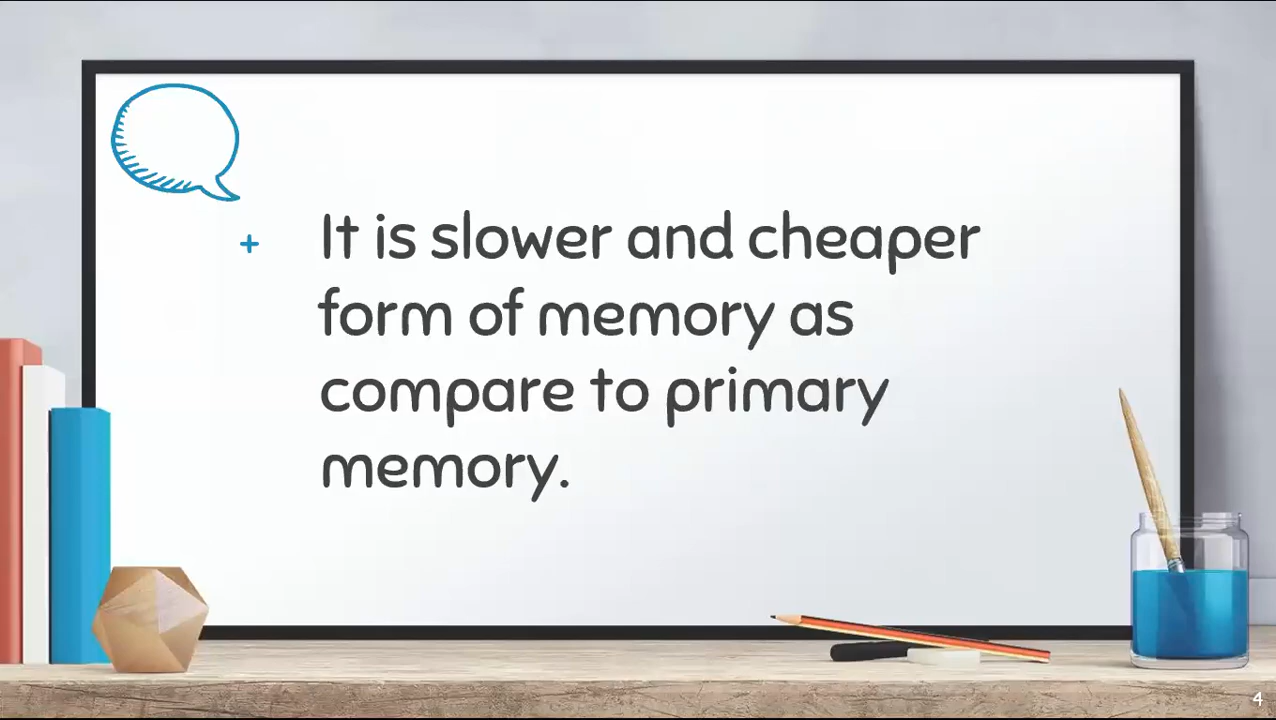 + It is slower and cheaper
form of memory as
compare to primary
memory.
4